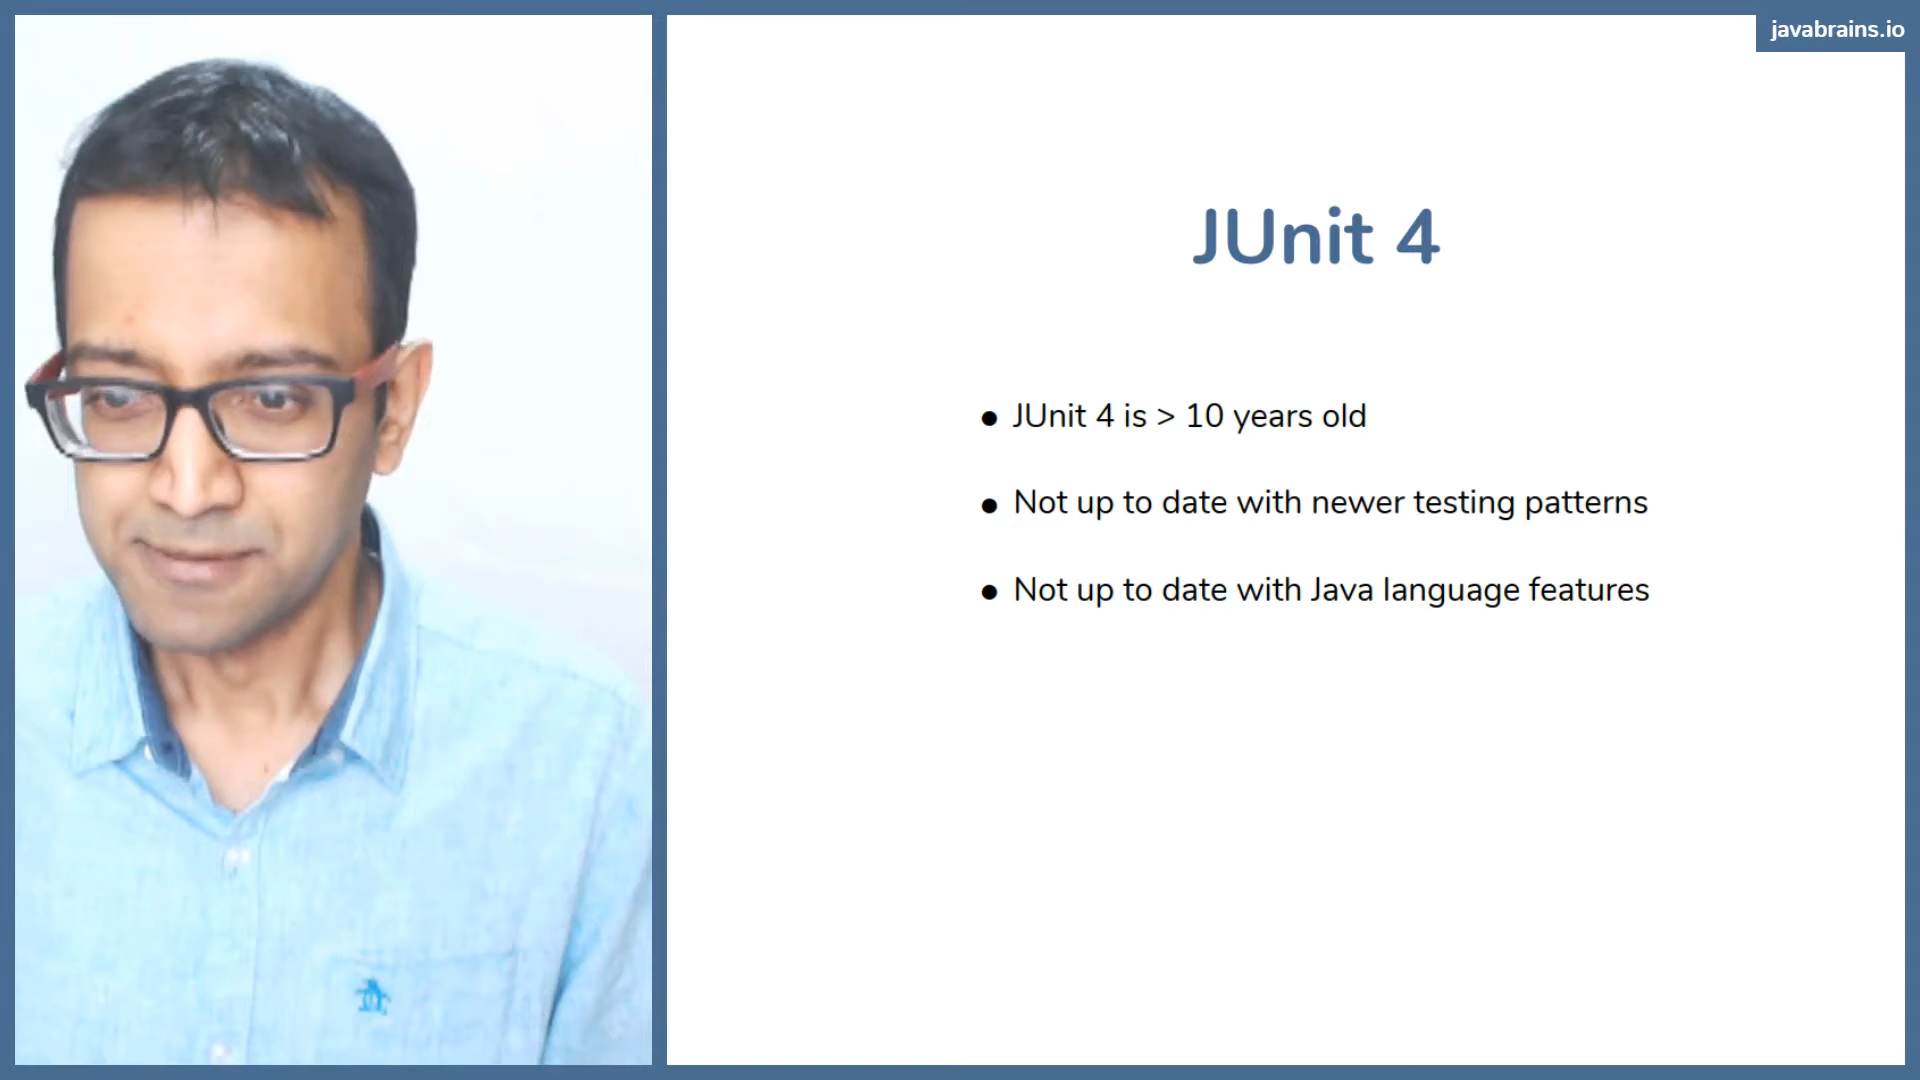 javabrains.io
JUnit 4
● JUnit 4 is > 10 years old
● Not up to date with newer testing patterns
● Not up to date with Java language features